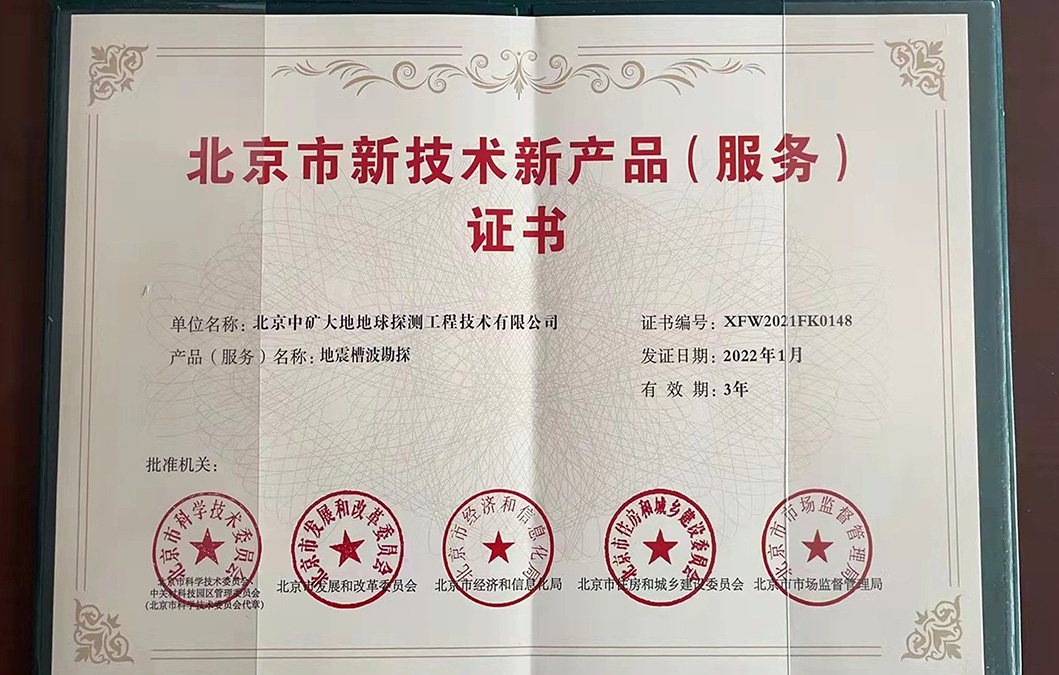 北京市新技术新产品（服务）
证书
单位名称：北京中矿大地地球探测工程技术有限公司
产品（服务）名称：地震槽波勘探
证书编号：XFW2021FK0148
发证日期：2022年1月
有效期：3年
批准机关：
北京市科学技术委员会
北京市发展和改革委员会
北京市经济和信息化局
北京市住房和城乡建设委员会
北京市市场监督管理局
北京市科学技术委员会、
中关村科技园区管理委员会
（北京市科学技术委员会代章）
北京市发展和改革委员会
北京市经济和信息化局
北京市住房和城乡建设委员会
北京市市场监督管理局